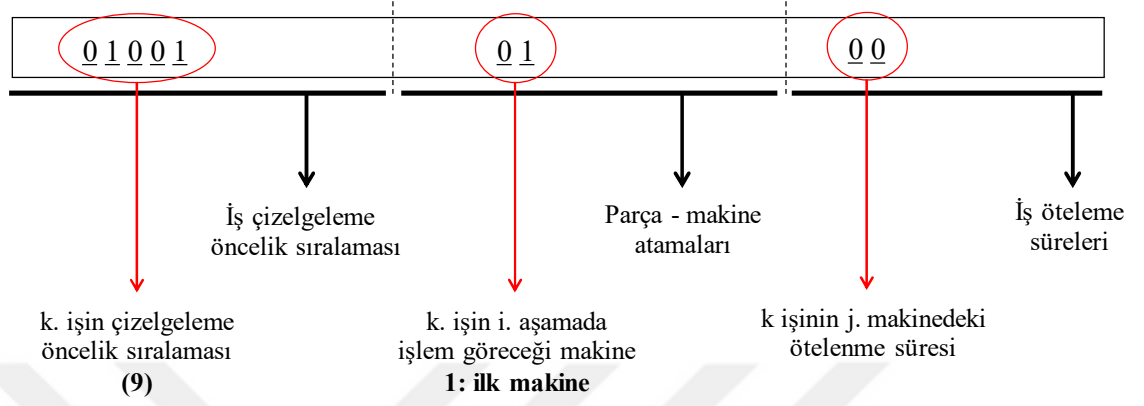 0 1 0 0 1
0 1
0 0
İş çizelgeleme
öncelik sıralaması
Parça - makine
atamaları
İş öteleme
süreleri
k. işin çizelgeleme
öncelik sıralaması
(9)
k. işin i. aşamada
işlem göreceği makine
1: ilk makine
k işinin j. makinedeki
ötelenme süresi